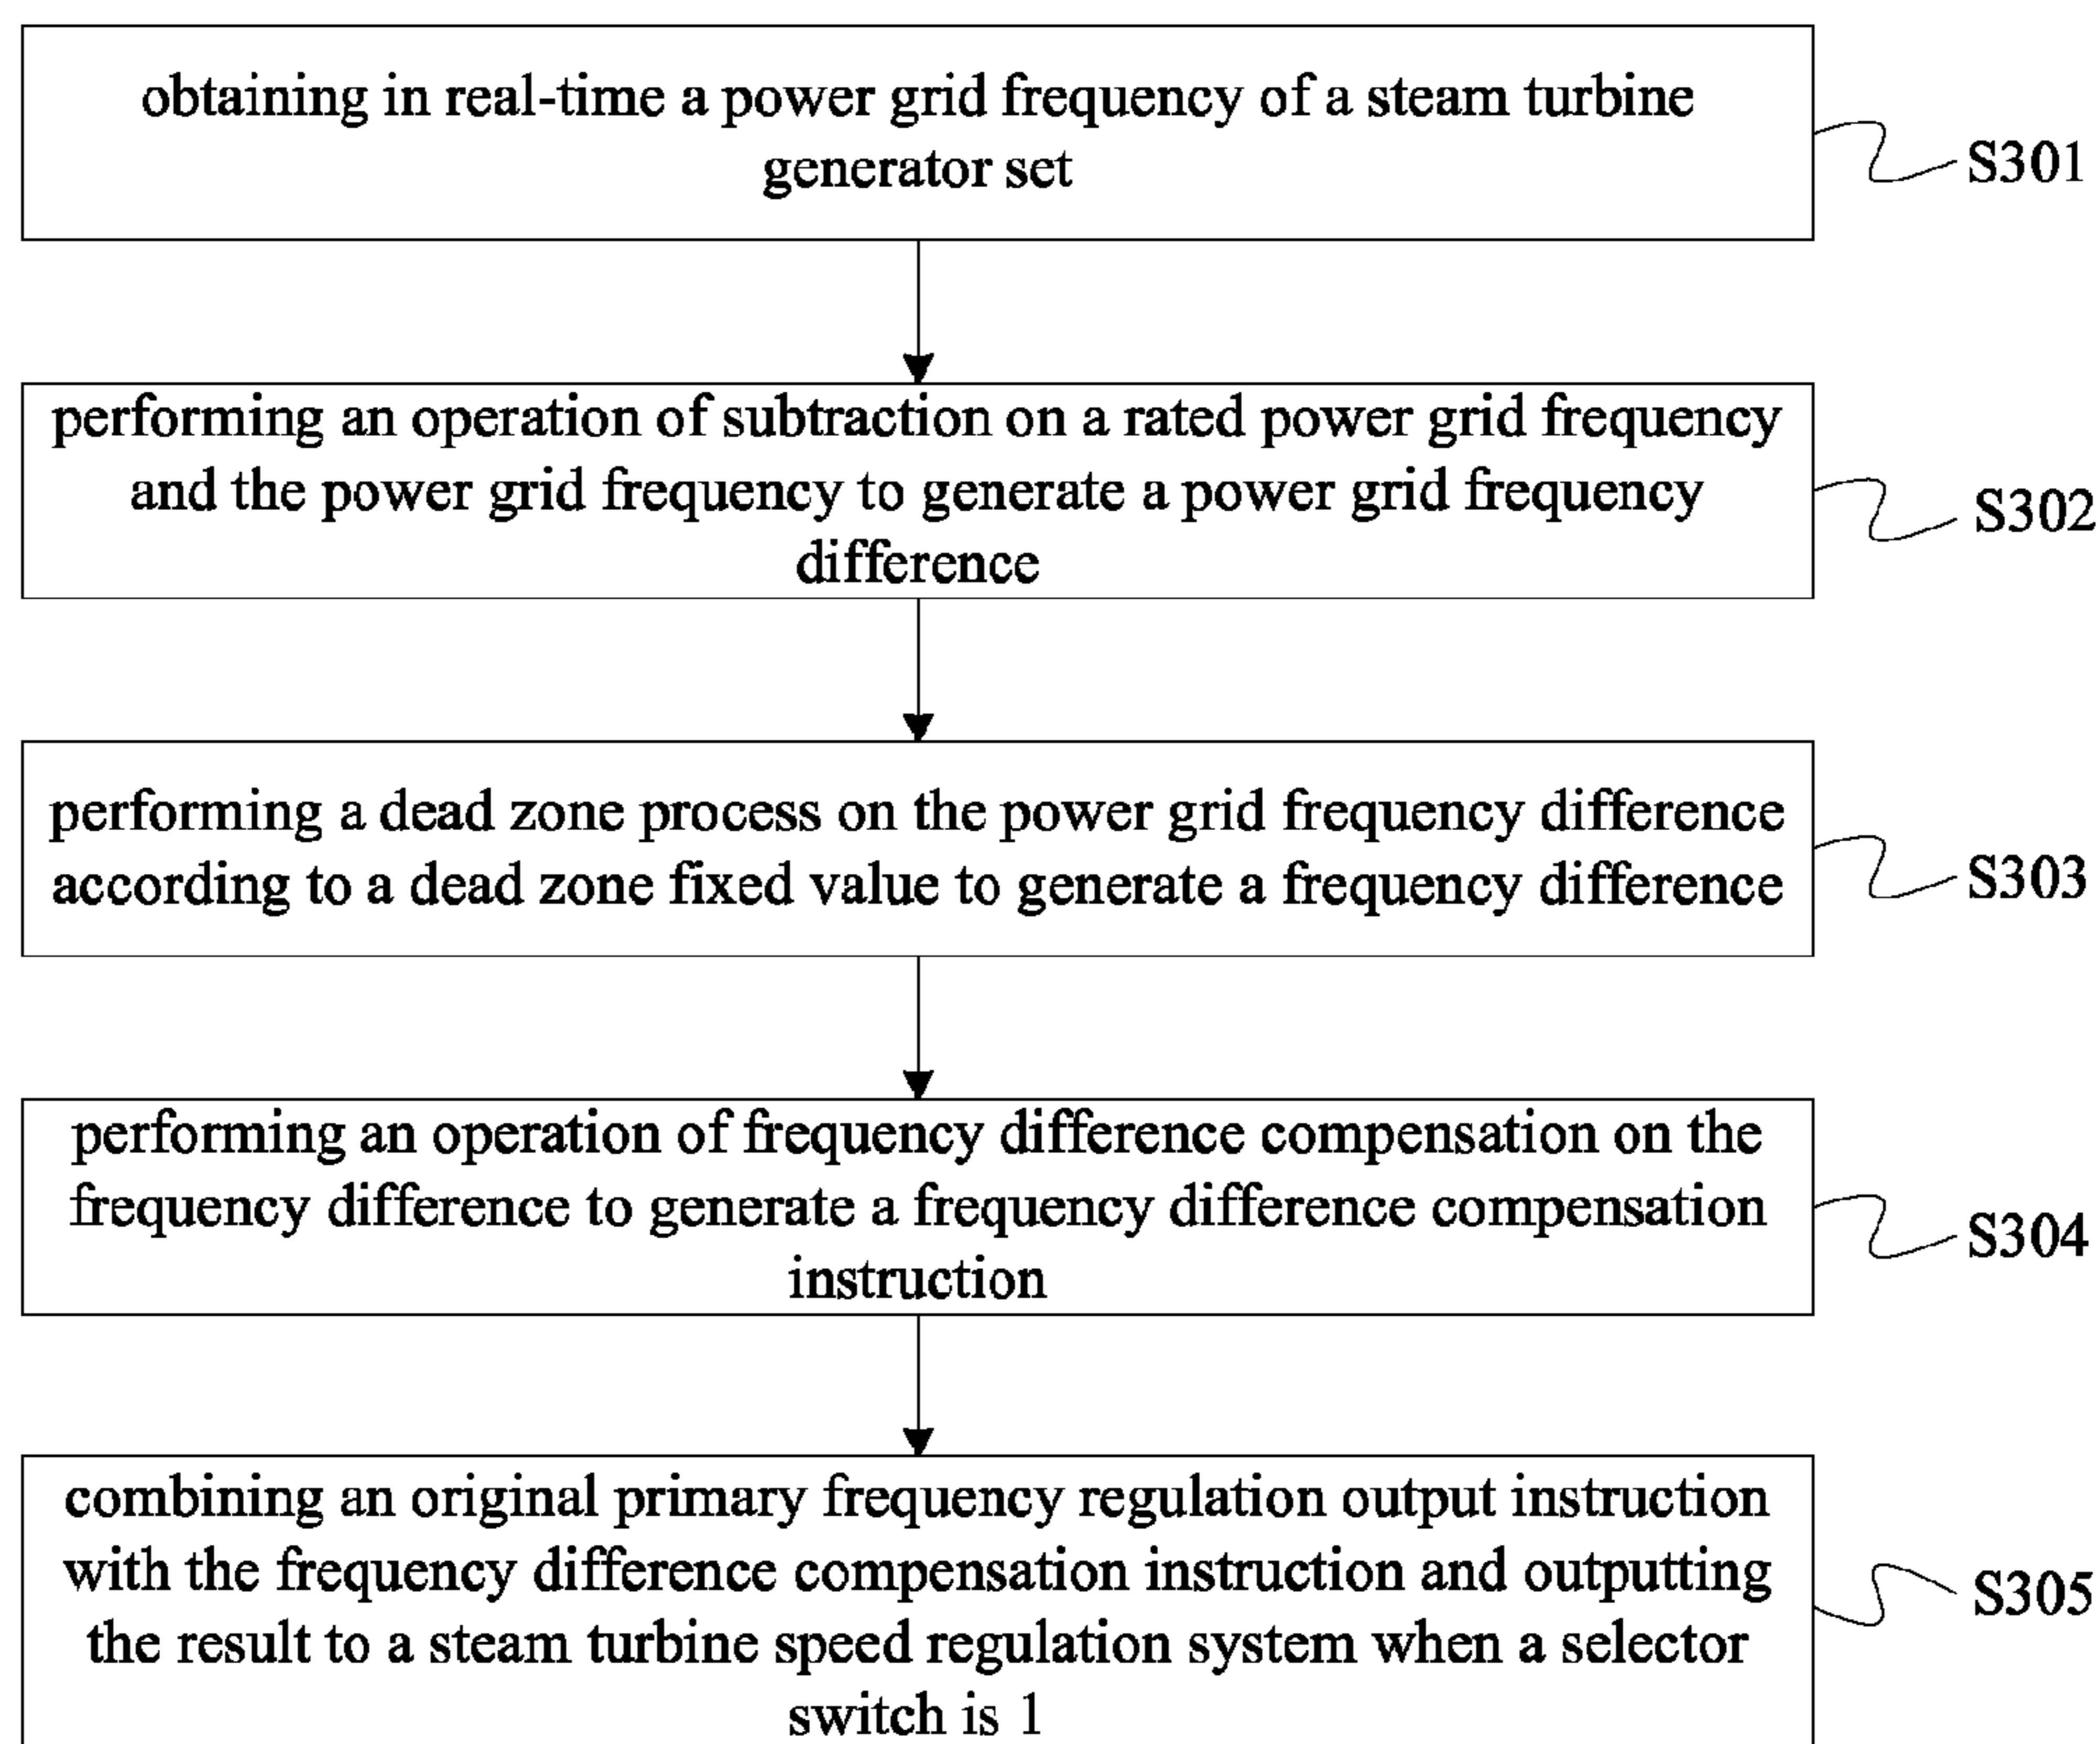 obtaining in real-time a power grid frequency of a steam turbine
generator set
S301
performing an operation of subtraction on a rated power grid frequency
and the power grid frequency to generate a power grid frequency
difference
S302
performing a dead zone process on the power grid frequency difference
according to a dead zone fixed value to generate a frequency difference
S303
performing an operation of frequency difference compensation on the
frequency difference to generate a frequency difference compensation
instruction
S304
combining an original primary frequency regulation output instruction
with the frequency difference compensation instruction and outputting
the result to a steam turbine speed regulation system when a selector
switch is 1
S305